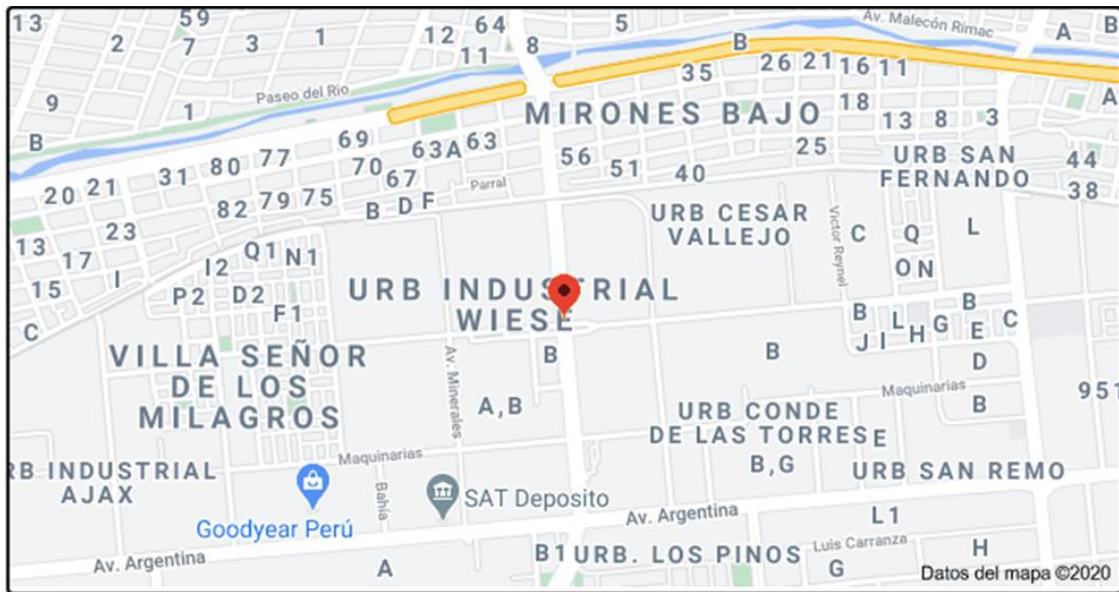 13
59
2
7
3
1
12
64
11
8
5
Av. Malecón Rimac
A
B
B
35
26
21
16
11
9
1
Paseo del Rio
B
MIRONES BAJO
18
13
8
3
A
69
63A
63
56
51
40
25
URB SAN
FERNANDO
44
38
20
21
31
80
77
70
67
Parral
82
79
75
B
D
F
URB CESAR
VALLEJO
Victor Reynel
C
Q
L
O
N
13
17
23
15
I
I2
Q1
N1
P2
D2
F1
C
URB INDUSTRIAL
WIESE
B
B
L
H
G
B
E
C
J
I
D
B
VILLA SEÑOR
DE LOS
MILAGROS
Av. Minerales
B
A,B
Maquinarias
951
URB CONDE
DE LAS TORRES
E
B,G
URB SAN REMO
RB INDUSTRIAL
AJAX
Maquinarias
Bahía
Goodyear Perú
SAT Deposito
Av. Argentina
L1
Av. Argentina
A
B1
URB. LOS PINOS
Luis Carranza
G
H
Datos del mapa ©2020